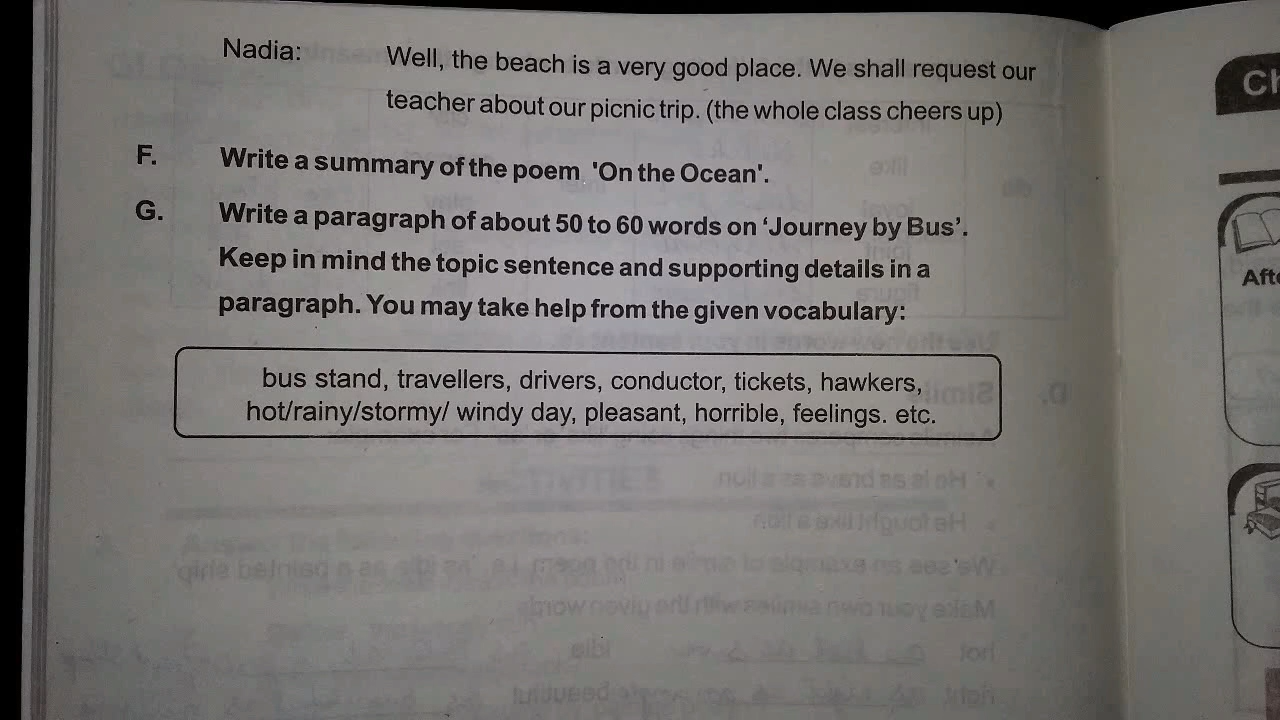 Nadia: Well, the beach is a very good place. We shall request our
teacher about our picnic trip. (the whole class cheers up)
F. Write a summary of the poem 'On the Ocean'.
G. Write a paragraph of about 50 to 60 words on ‘Journey by Bus’.
Keep in mind the topic sentence and supporting details in a
paragraph. You may take help from the given vocabulary:
bus stand, travellers, drivers, conductor, tickets, hawkers,
hot/rainy/stormy/ windy day, pleasant, horrible, feelings. etc.